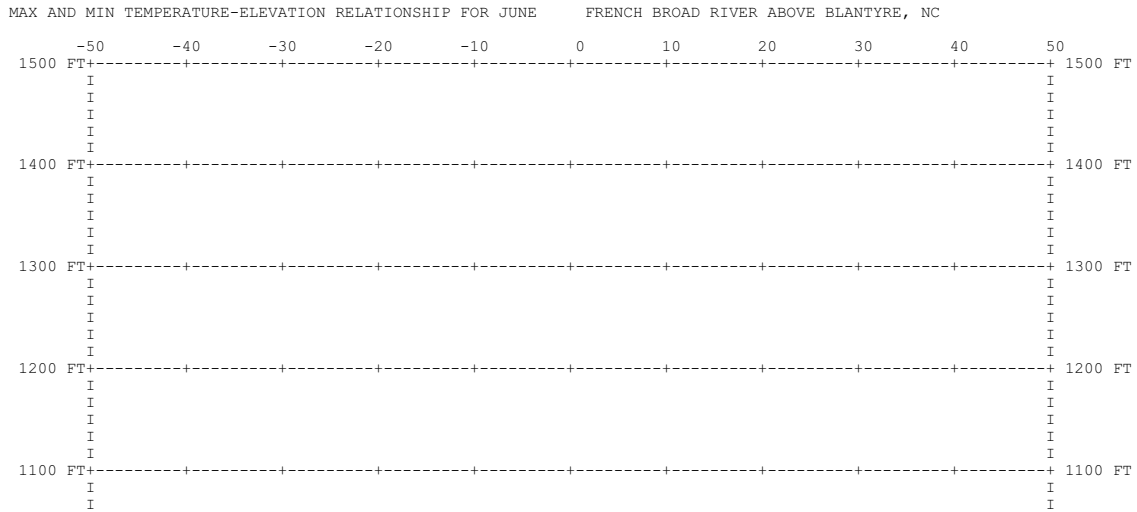 MAX AND MIN TEMPERATURE-ELEVATION RELATIONSHIP FOR JUNE     FRENCH BROAD RIVER ABOVE BLANTYRE, NC
       -50       -40       -30       -20       -10        0        10        20        30        40        50
 1500 FT+---------+---------+---------+---------+---------+---------+---------+---------+---------+---------+ 1500 FT
        I                                                                                                   I
        I                                                                                                   I
        I                                                                                                   I
        I                                                                                                   I
        I                                                                                                   I
 1400 FT+---------+---------+---------+---------+---------+---------+---------+---------+---------+---------+ 1400 FT
        I                                                                                                   I
        I                                                                                                   I
        I                                                                                                   I
        I                                                                                                   I
        I                                                                                                   I
 1300 FT+---------+---------+---------+---------+---------+---------+---------+---------+---------+---------+ 1300 FT
        I                                                                                                   I
        I                                                                                                   I
        I                                                                                                   I
        I                                                                                                   I
        I                                                                                                   I
 1200 FT+---------+---------+---------+---------+---------+---------+---------+---------+---------+---------+ 1200 FT
        I                                                                                                   I
        I                                                                                                   I
        I                                                                                                   I
        I                                                                                                   I
        I                                                                                                   I
 1100 FT+---------+---------+---------+---------+---------+---------+---------+---------+---------+---------+ 1100 FT
        I                                                                                                   I
        I                                                                                                   I